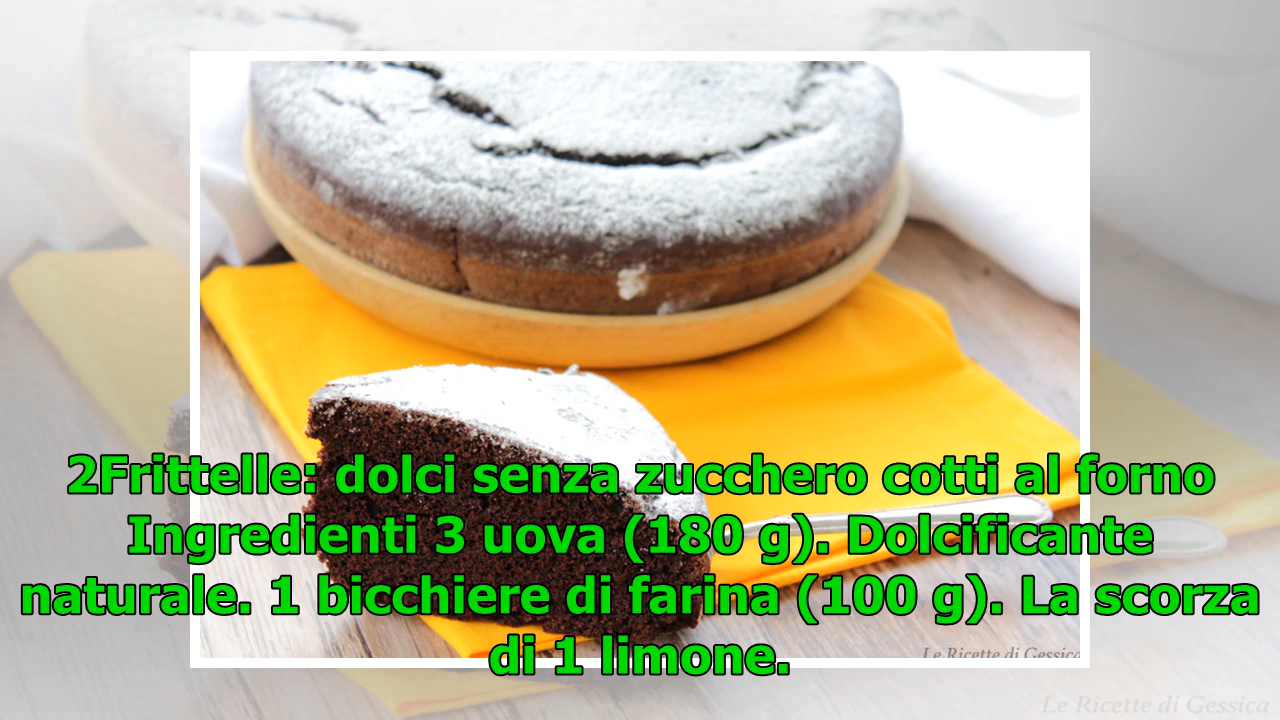 2Frittelle: dolci senza zucchero cotti al forno
Ingredienti 3 uova (180 g). Dolcificante
naturale. 1 bicchiere di farina (100 g). La scorza
di 1 limone.
Le Ricette di Gessica
Le Ricette di Gessica